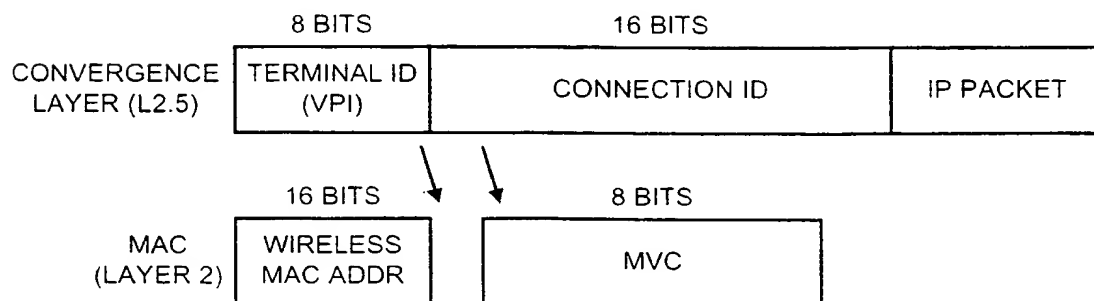 8 BITS 16 BITS
CONVERGENCE LAYER (L2.5)
TERMINAL ID (VPI)
CONNECTION ID
IP PACKET
16 BITS 8 BITS
MAC (LAYER 2)
WIRELESS MAC ADDR
MVC